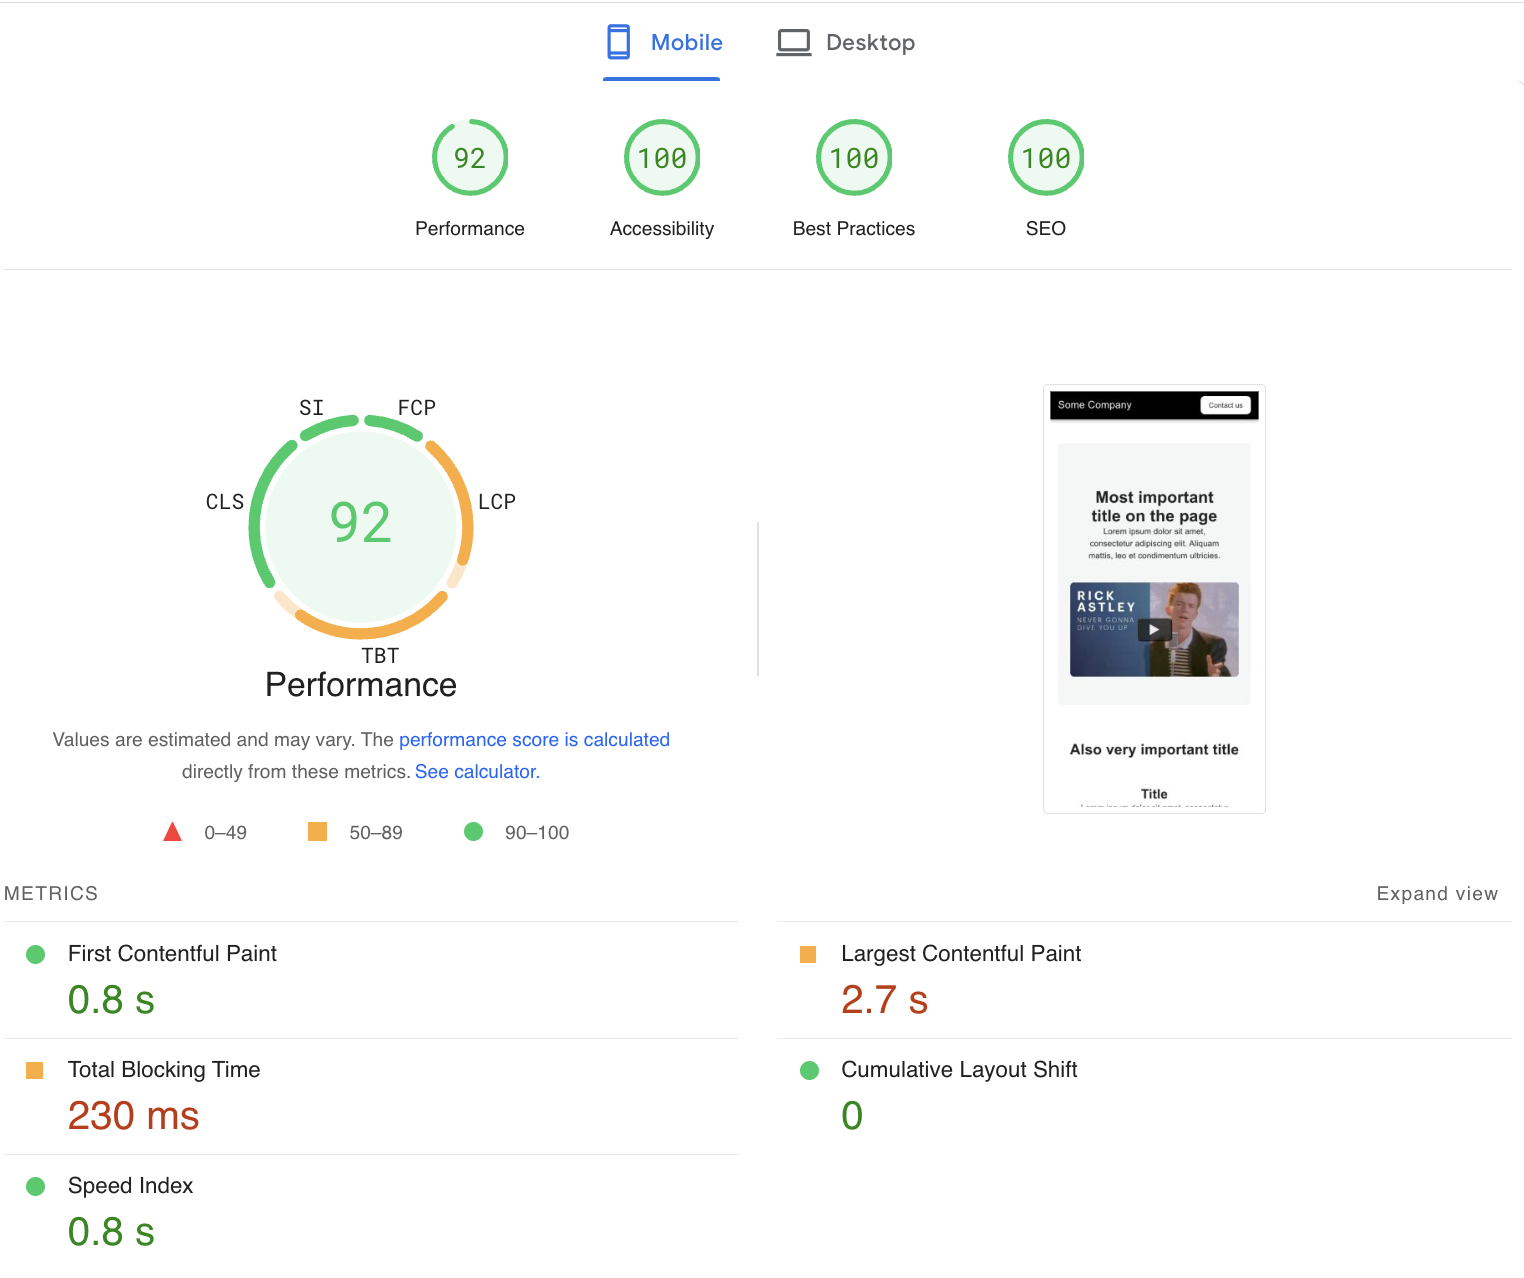 Mobile
Desktop
92
100
100
100
Performance
Accessibility
Best Practices
SEO
SI
FCP
CLS
LCP
92
TBT
Performance
Values are estimated and may vary. The performance score is calculated
directly from these metrics. See calculator.
0–49
50–89
90–100
Some Company
Contact us
Most important
title on the page
Lorem ipsum dolor sit amet,
consectetur adipiscing elit. Aliquam
mattis, leo et condimentum ultricies.
RICK
ASTLEY
NEVER GONNA
GIVE YOU UP
Also very important title
Title
METRICS
Expand view
First Contentful Paint
0.8 s
Largest Contentful Paint
2.7 s
Total Blocking Time
230 ms
Cumulative Layout Shift
0
Speed Index
0.8 s